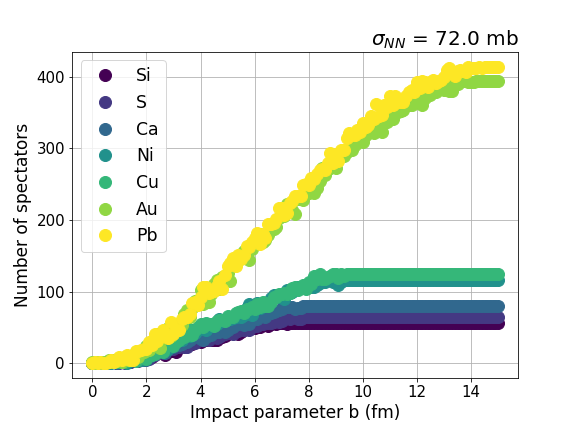 σNN = 72.0 mb
Number of spectators
400
300
200
100
0
Si
S
Ca
Ni
Cu
Au
Pb
0 2 4 6 8 10 12 14
Impact parameter b (fm)